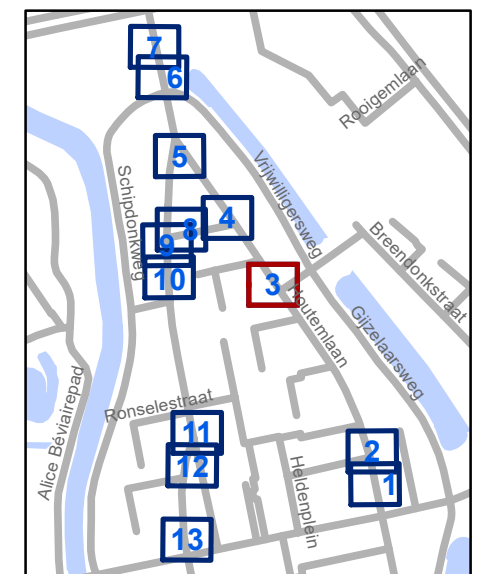 7
6
Rooigemlaan
5
Vrijwilligersweg
Schipdonkweg
4
8
9
Breendonkstraat
10
3
Houtemlaan
Gijzelaarsweg
Alice Béviairepad
Ronselestraat
11
2
12
Heldenplein
1
13